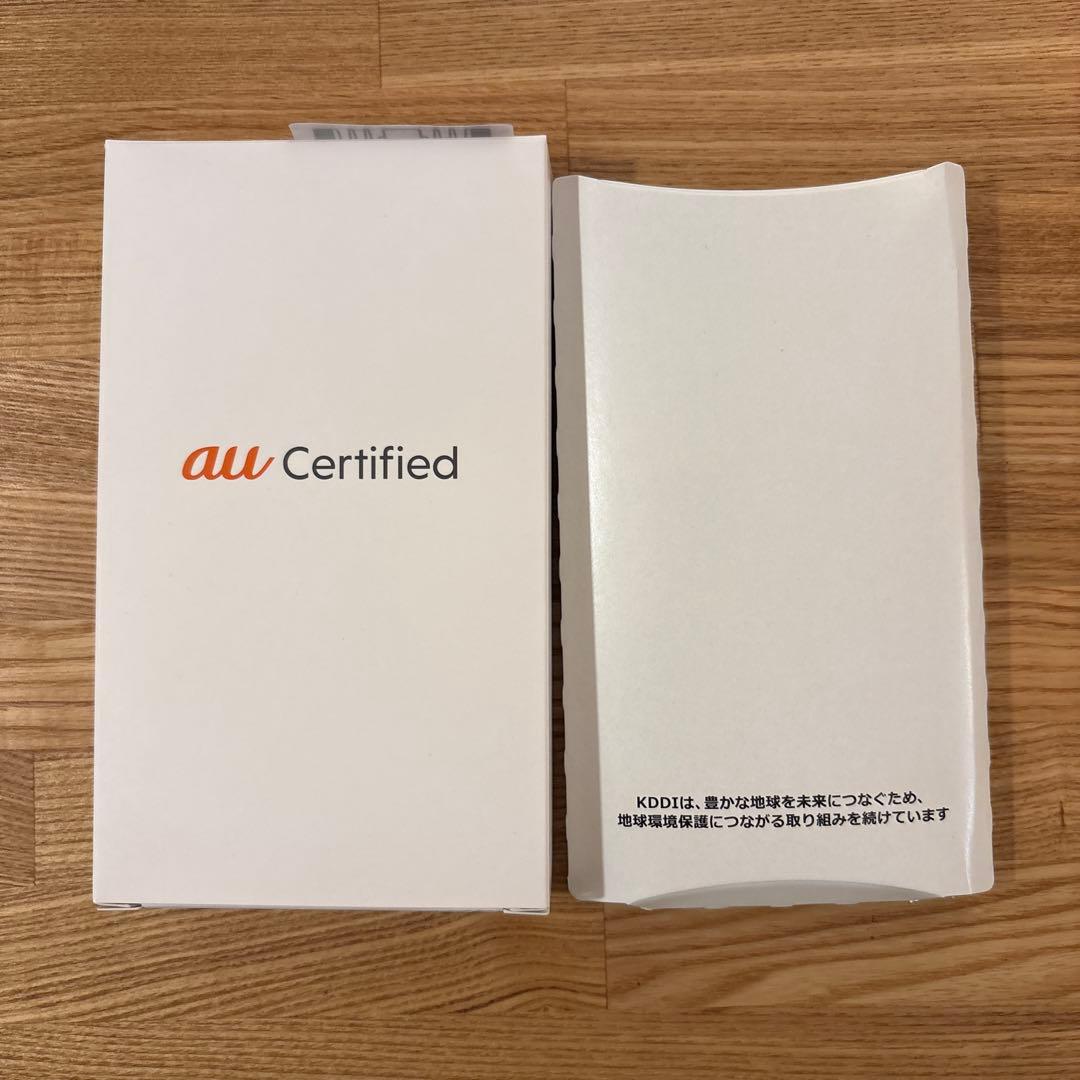 au Certified
KDDIは、豊かな地球を未来につなぐため、
地球環境保護につながる取り組みを続けています